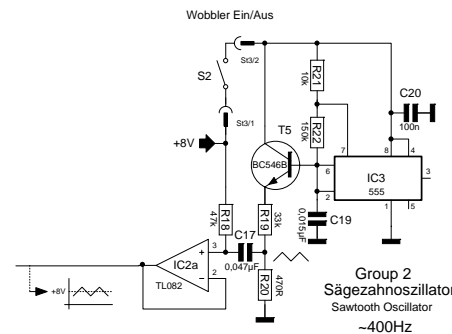 Wobbler Ein/Aus
St3/2
S2
St3/1
+8V
R21
10k
R22
150k
C20
100n
T5
BC546B
7
8
4
6
2
3
1
5
IC3
555
C19
0,015µF
R18
47k
R19
33k
C17
0,047µF
R20
470R
3
2
+
-
IC2a
TL082
+8V
Group 2
Sägezahnoszillator
Sawtooth Oscillator
~400Hz